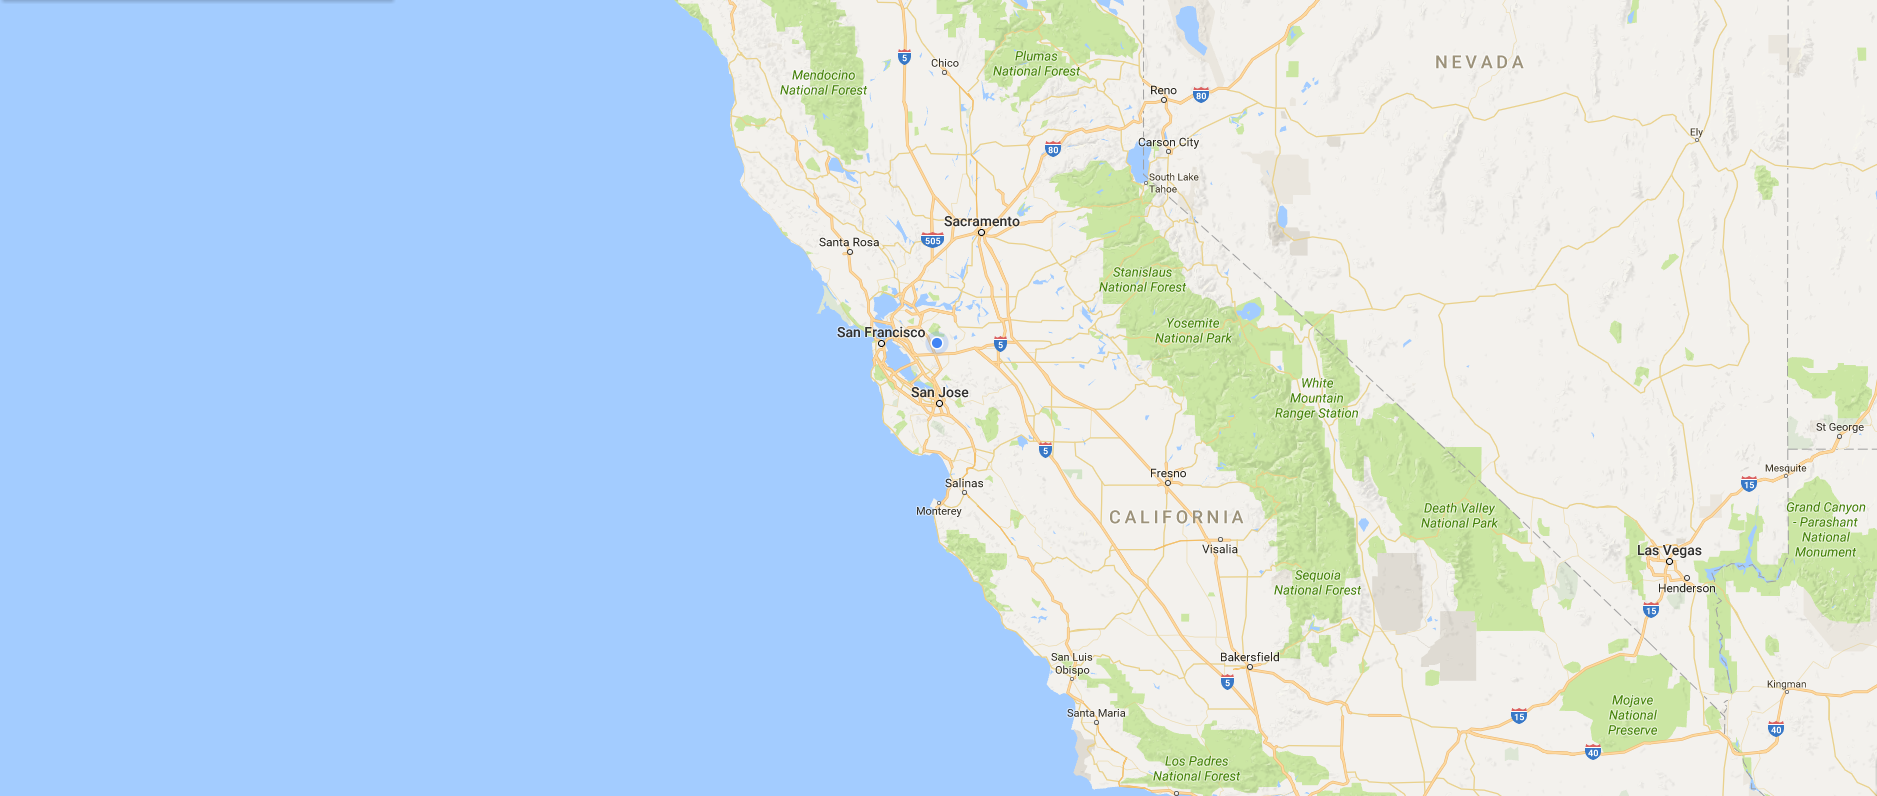 5
Chico
Plumas
National Forest
NEVADA
Mendocino
National Forest
Reno
80
Ely
Carson City
80
South Lake
Tahoe
Sacramento
505
Santa Rosa
Stanislaus
National Forest
Yosemite
National Park
San Francisco
5
San Jose
White
Mountain
Ranger Station
St George
5
Mesquite
15
Fresno
Salinas
Monterey
CALIFORNIA
Death Valley
National Park
Grand Canyon
- Parashant
National
Monument
Visalia
Las Vegas
Henderson
Sequoia
National Forest
15
San Luis
Obispo
Bakersfield
5
Kingman
Santa Maria
Mojave
National
Preserve
15
40
40
Los Padres
National Forest